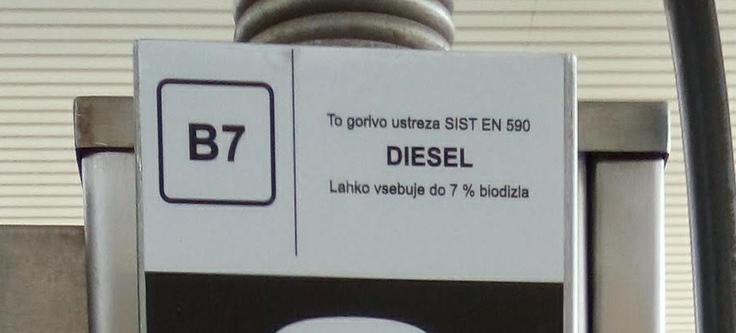 B7
To gorivo ustreza SIST EN 590
DIESEL
Lahko vsebuje do 7 % biodizla